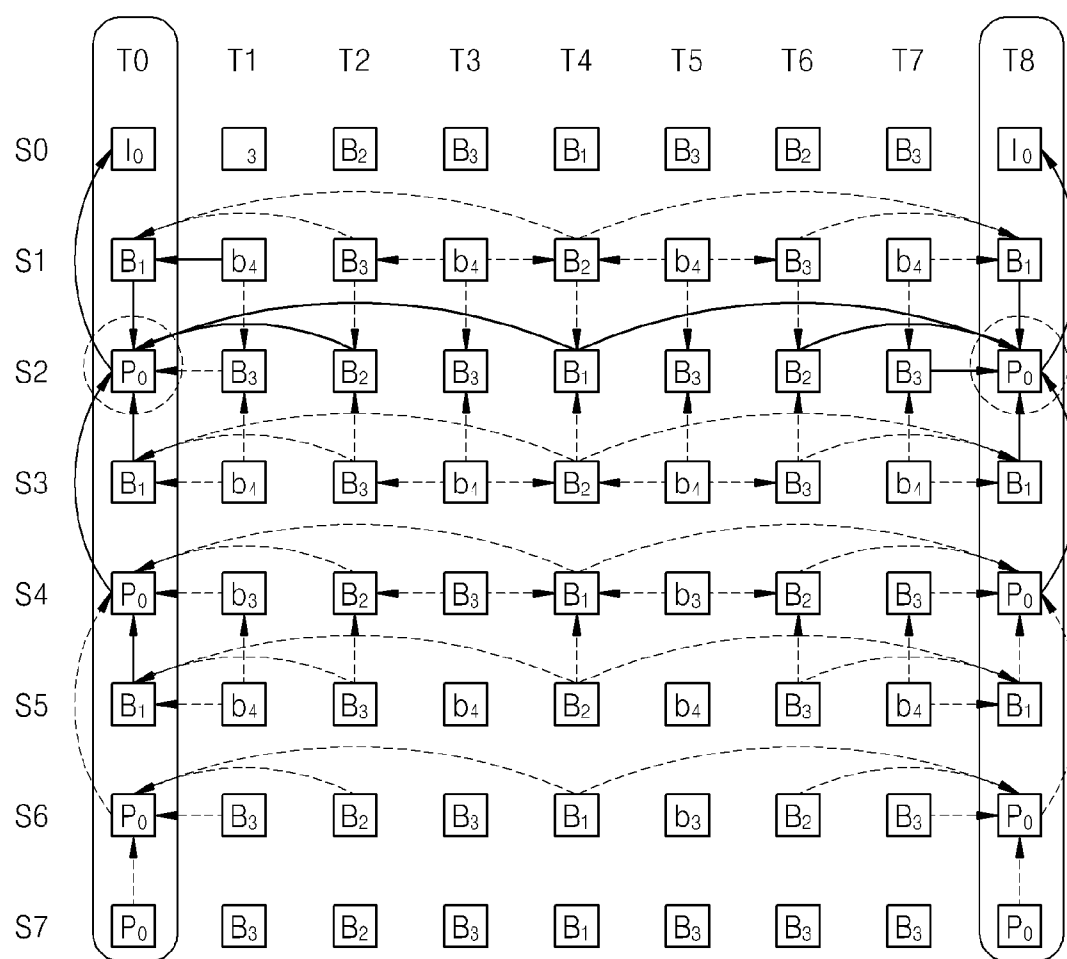 T0 T1 T2 T3 T4 T5 T6 T7 T8
S0 I0 3 B2 B3 B1 B3 B2 B3 I0
S1 B1 b4 B3 b4 B2 b4 B3 b4 B1
S2 P0 B3 B2 B3 B1 B3 B2 B3 P0
S3 B1 b4 B3 b4 B2 b4 B3 b4 B1
S4 P0 b3 B2 B3 B1 b3 B2 B3 P0
S5 B1 b4 B3 b4 B2 b4 B3 b4 B1
S6 P0 B3 B2 B3 B1 b3 B2 B3 P0
S7 P0 B3 B2 B3 B1 B3 B3 B3 P0